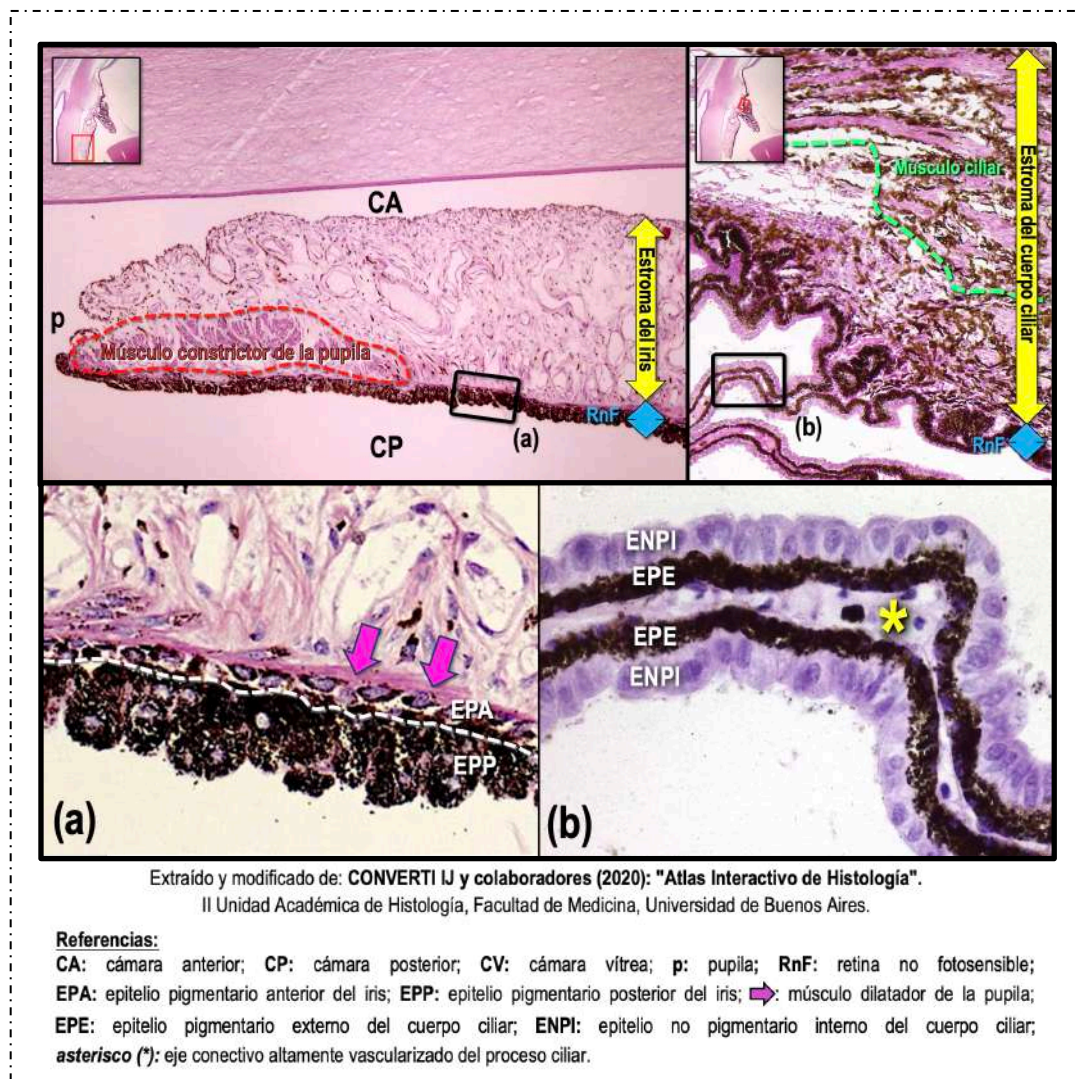 CA
Estroma del iris
p
Músculo constrictor de la pupila
RnF
(a)
CP
Músculo ciliar
Estroma del cuerpo ciliar
(b)
RnF
EPA
EPP
(a)
ENPI
EPE
*
EPE
ENPI
(b)
Extraído y modificado de: CONVERTI IJ y colaboradores (2020): "Atlas Interactivo de Histología".
II Unidad Académica de Histología, Facultad de Medicina, Universidad de Buenos Aires.
Referencias:
CA: cámara anterior; CP: cámara posterior; CV: cámara vítrea; p: pupila; RnF: retina no fotosensible;
EPA: epitelio pigmentario anterior del iris; EPP: epitelio pigmentario posterior del iris; ➡: músculo dilatador de la pupila;
EPE: epitelio pigmentario externo del cuerpo ciliar; ENPI: epitelio no pigmentario interno del cuerpo ciliar;
asterisco (*): eje conectivo altamente vascularizado del proceso ciliar.